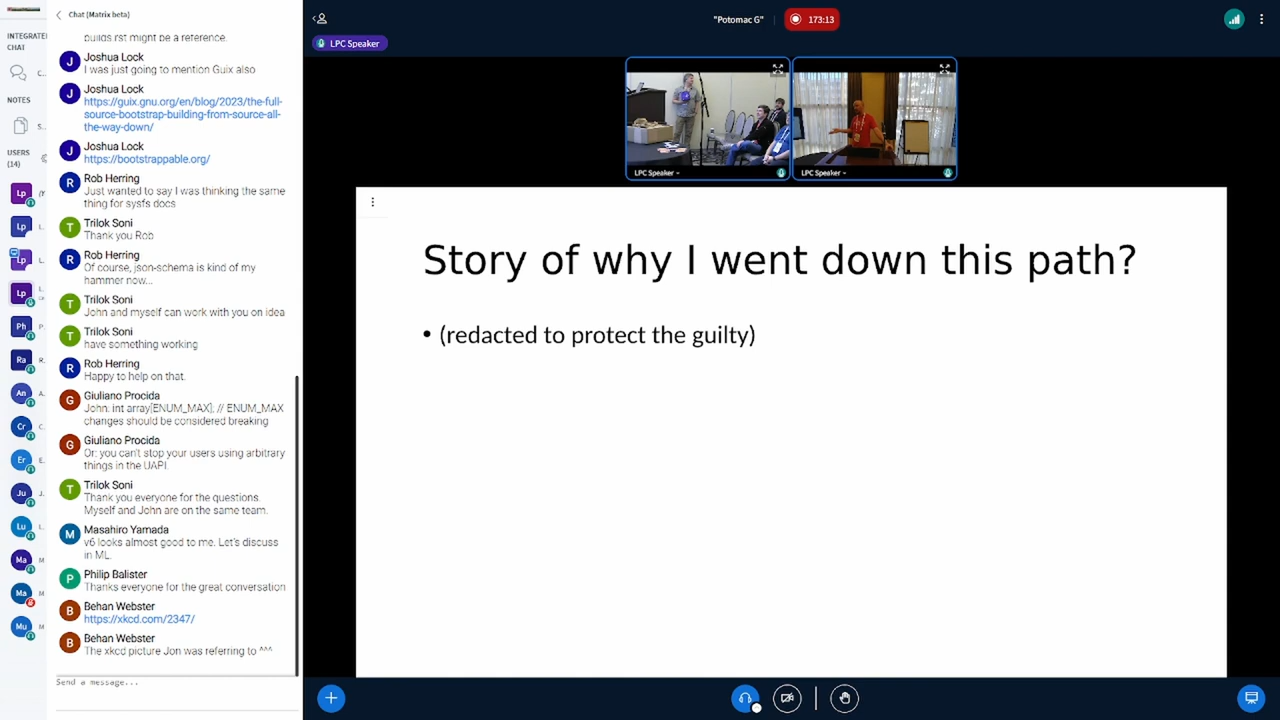 Chat (Matrix beta)
INTEGRATE
CHAT
C..
NOTES
S...
USERS
(14)
builds rst might be a reference.
Joshua Lock
I was just going to mention Guix also
Joshua Lock
https://guix.gnu.org/en/blog/2023/the-full-
source-bootstrap-building-from-source-all-
the-way-down/
Joshua Lock
https://bootstrappable.org/
Rob Herring
Just wanted to say I was thinking the same
thing for sysfs docs
Trilok Soni
Thank you Rob
Rob Herring
Of course, json-schema is kind of my
hammer now...
Trilok Soni
John and myself can work with you on idea
Trilok Soni
have something working
Rob Herring
Happy to help on that.
Giuliano Procida
John: int array[ENUM_MAX]; // ENUM_MAX
changes should be considered breaking
Giuliano Procida
Or: you can't stop your users using arbitrary
things in the UAPI.
Trilok Soni
Thank you everyone for the questions.
Myself and John are on the same team.
Masahiro Yamada
v6 looks almost good to me. Let's discuss
in ML.
Philip Balister
Thanks everyone for the great conversation
Behan Webster
https://xkcd.com/2347/
Behan Webster
The xkcd picture Jon was referring to ^^^
Send a message...
"Potomac G"
173:13
LPC Speaker
LPC Speaker
LPC Speaker
Story of why I went down this path?
• (redacted to protect the guilty)